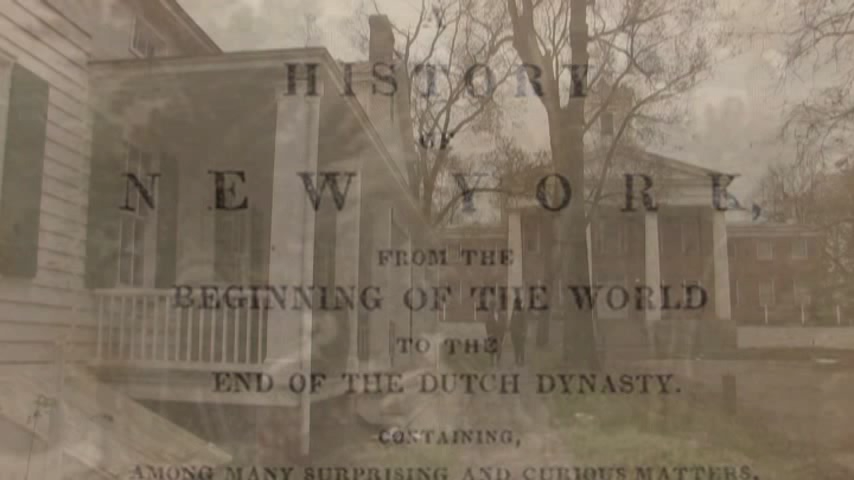 HISTORY
OF
NEW YORK,
FROM THE
BEGINNING OF THE WORLD
TO THE
END OF THE DUTCH DYNASTY.
CONTAINING,
AMONG MANY SURPRISING AND CURIOUS MATTERS,